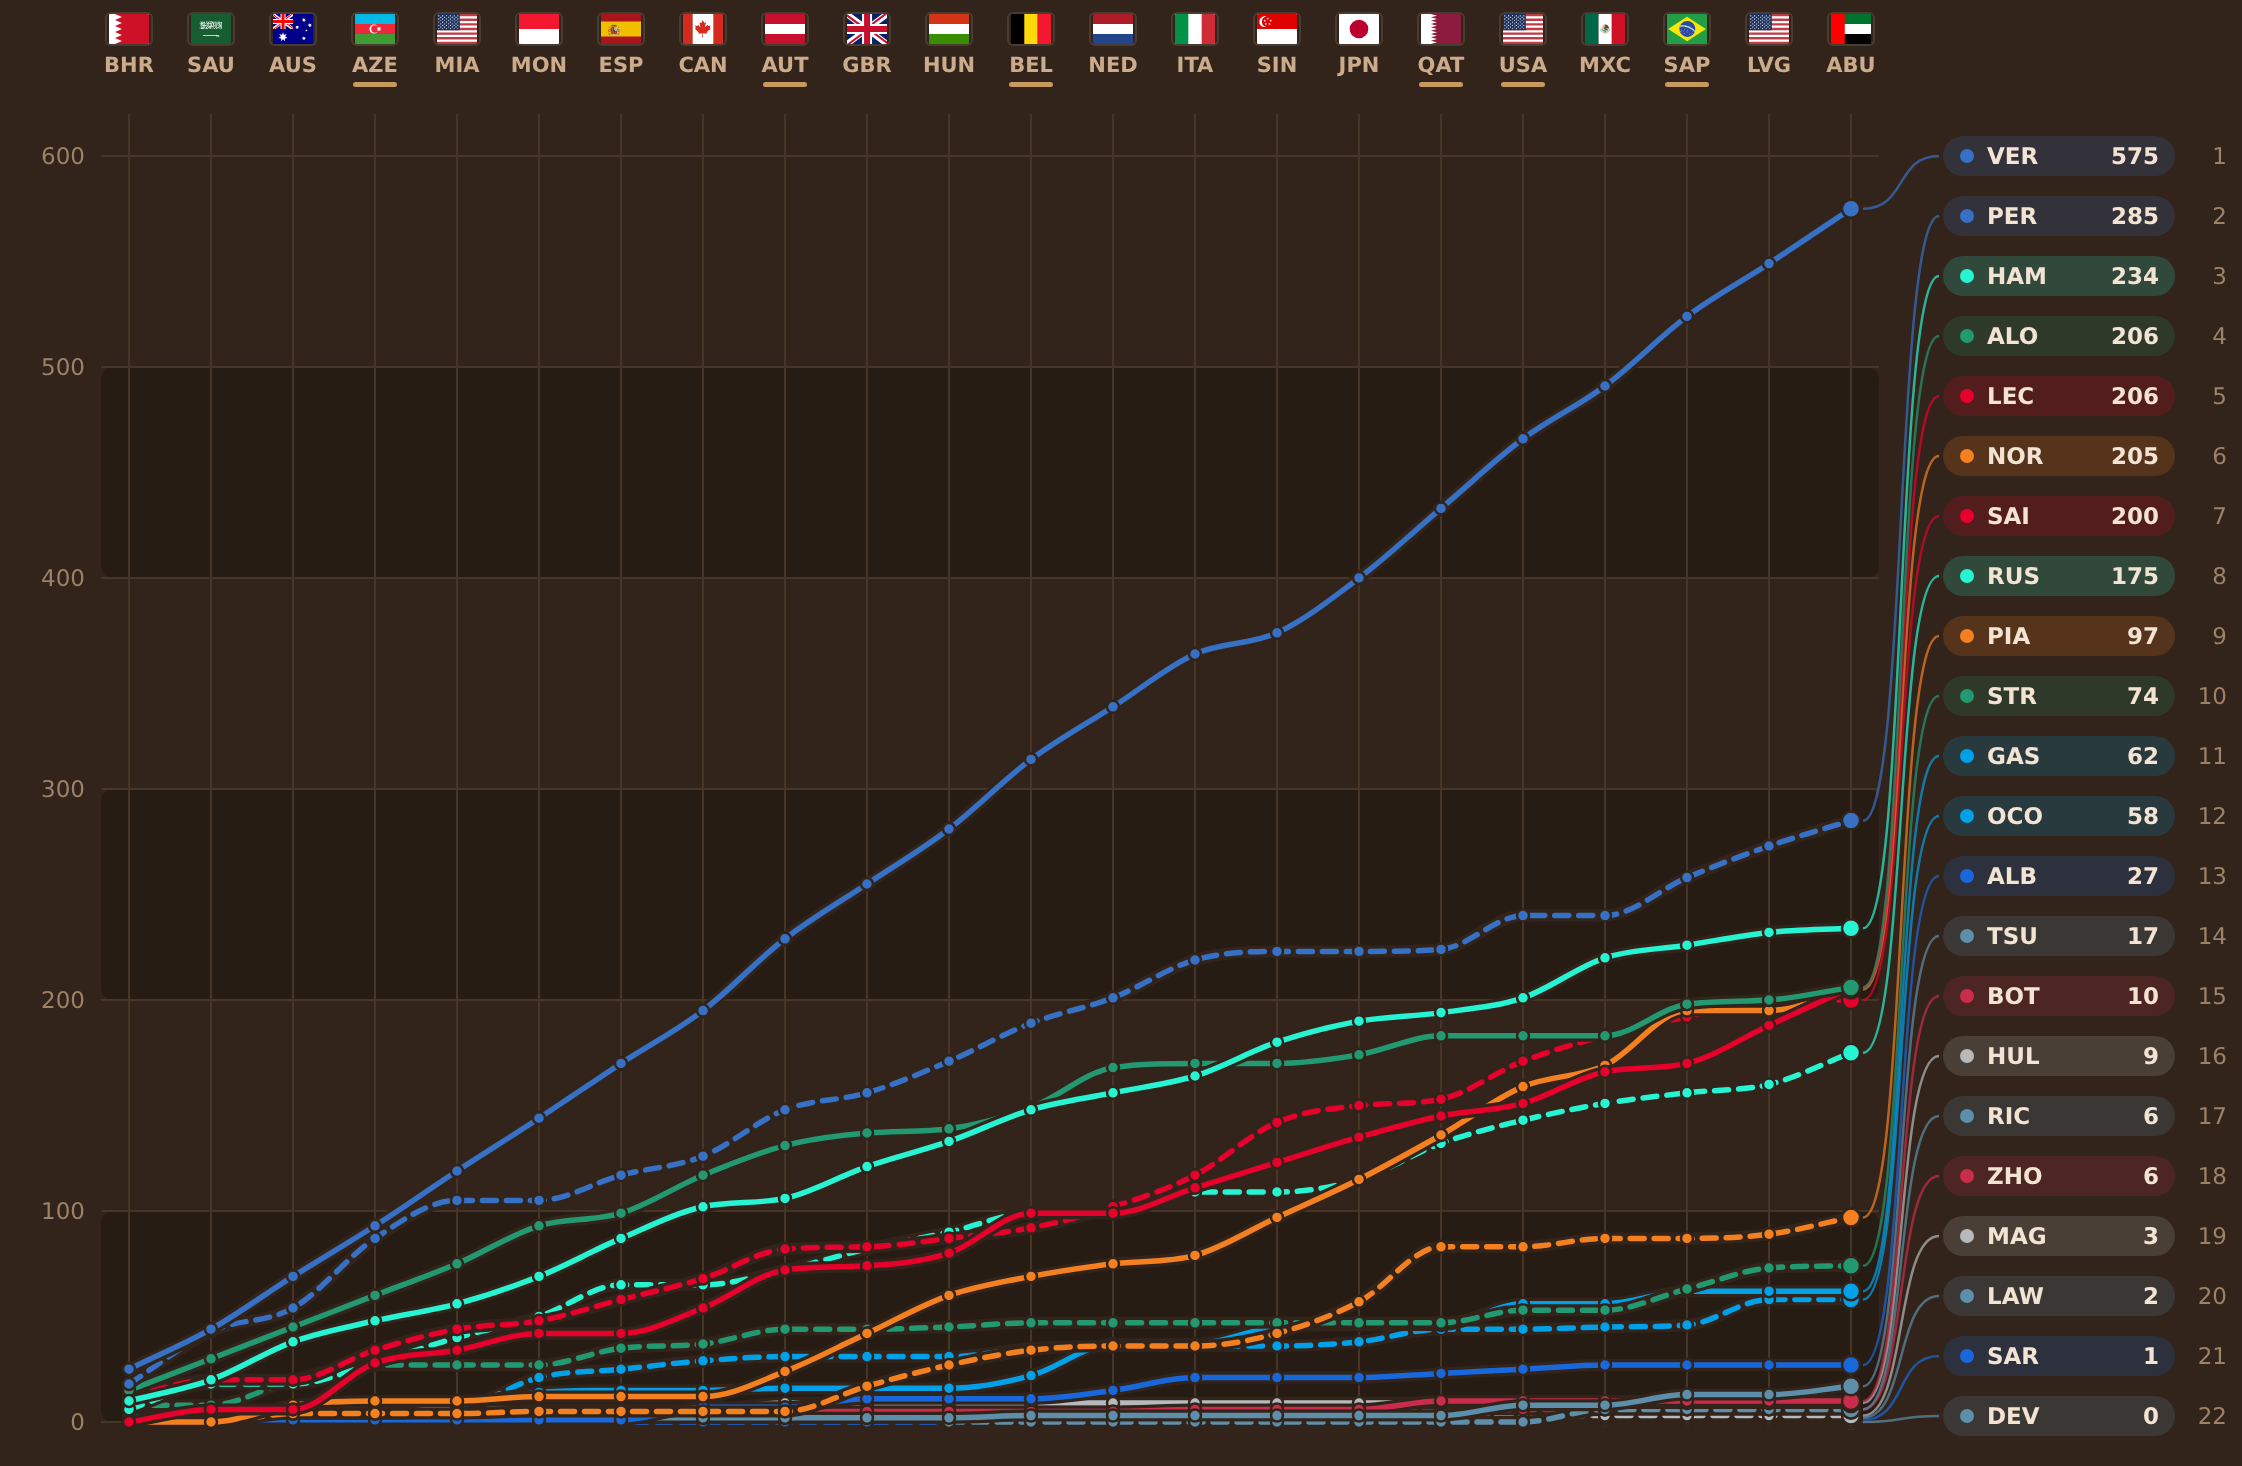 BHR SAU AUS AZE MIA MON ESP CAN AUT GBR HUN BEL NED ITA SIN JPN QAT USA MXC SAP LVG ABU
600
500
400
300
200
100
0
VER 575 1
PER 285 2
HAM 234 3
ALO 206 4
LEC 206 5
NOR 205 6
SAI 200 7
RUS 175 8
PIA 97 9
STR 74 10
GAS 62 11
OCO 58 12
ALB 27 13
TSU 17 14
BOT 10 15
HUL 9 16
RIC 6 17
ZHO 6 18
MAG 3 19
LAW 2 20
SAR 1 21
DEV 0 22